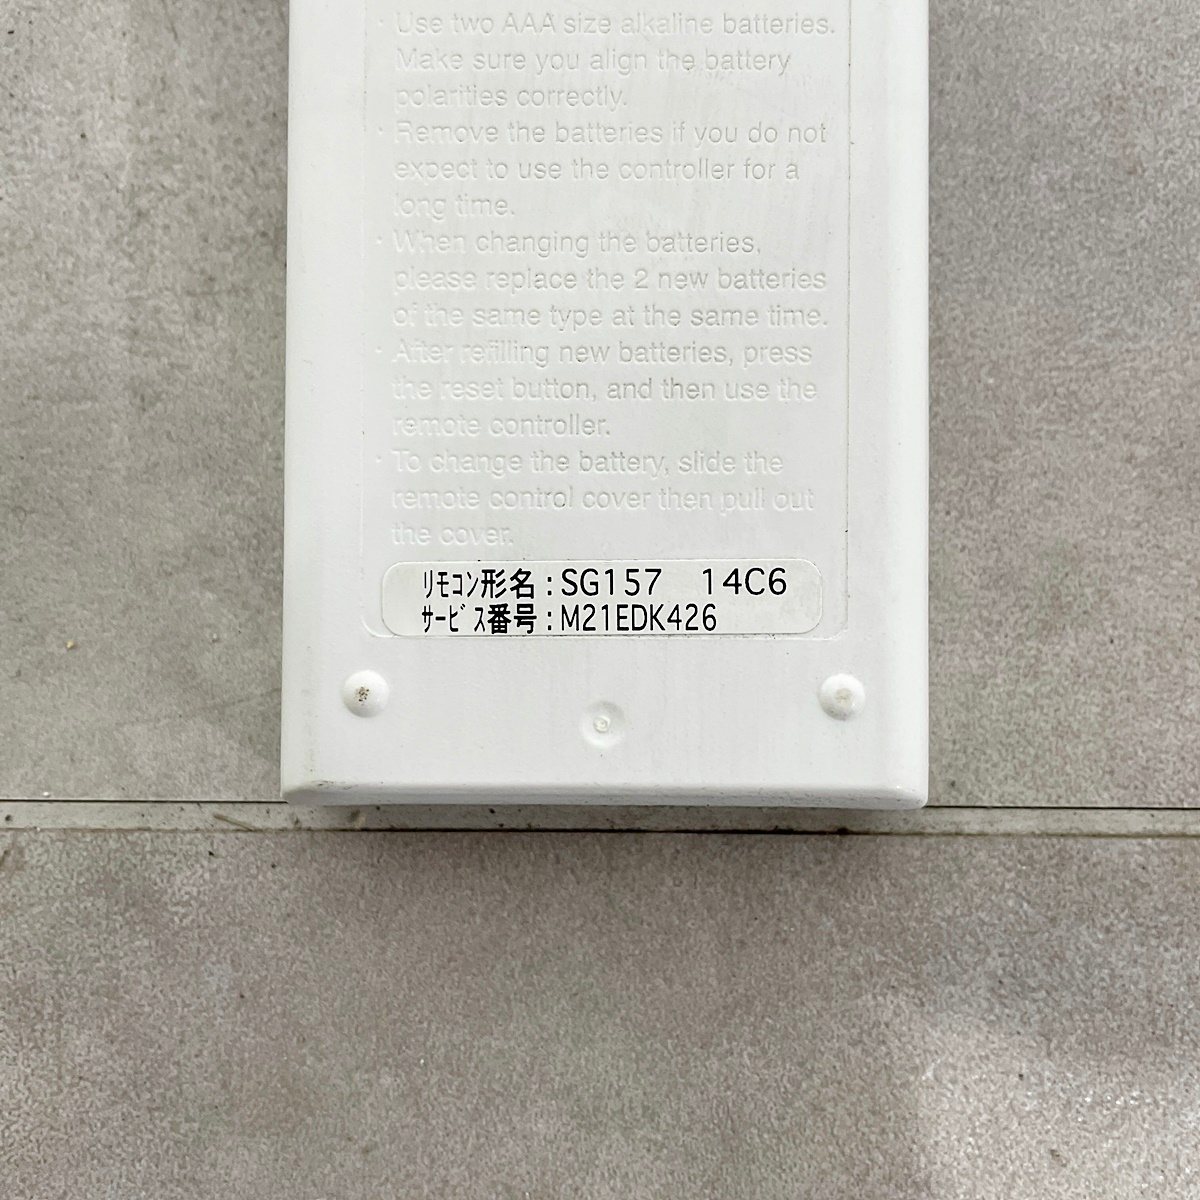 · Use two AAA size alkaline batteries.
Make sure you align the battery
polarities correctly.
· Remove the batteries if you do not
expect to use the controller for a
long time.
· When changing the batteries,
please replace the 2 new batteries
of the same type at the same time.
· After refilling new batteries, press
the reset button, and then use the
remote controller.
· To change the battery, slide the
remote control cover then pull out
the cover.
ﾘﾓｺﾝ形名:SG157 14C6
ｻｰﾋﾞｽ番号:M21EDK426